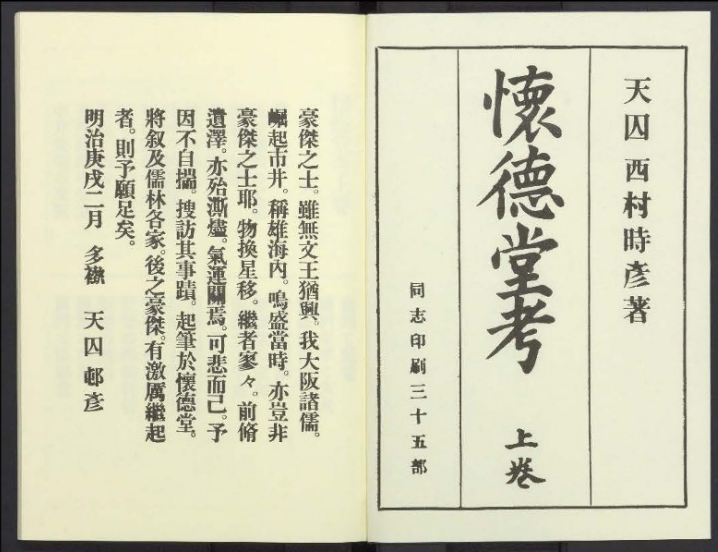 天囚 西村時彦著
懷德堂考 上巻
同志印刷三十五部
豪傑之士。雖無文王猶興。我大阪諸儒。
崛起市井。稱雄海內。鳴盛當時。亦豈非
豪傑之士耶。物換星移。繼者寥々。前脩
遺澤。亦殆澌燼。氣運關焉。可悲而已。予
因不自揣。搜訪其事蹟。起筆於懷德堂。
將叙及儒林各家。後之豪傑。有激厲繼起
者。則予願足矣。
明治庚戌二月 多襟 天囚邨彦